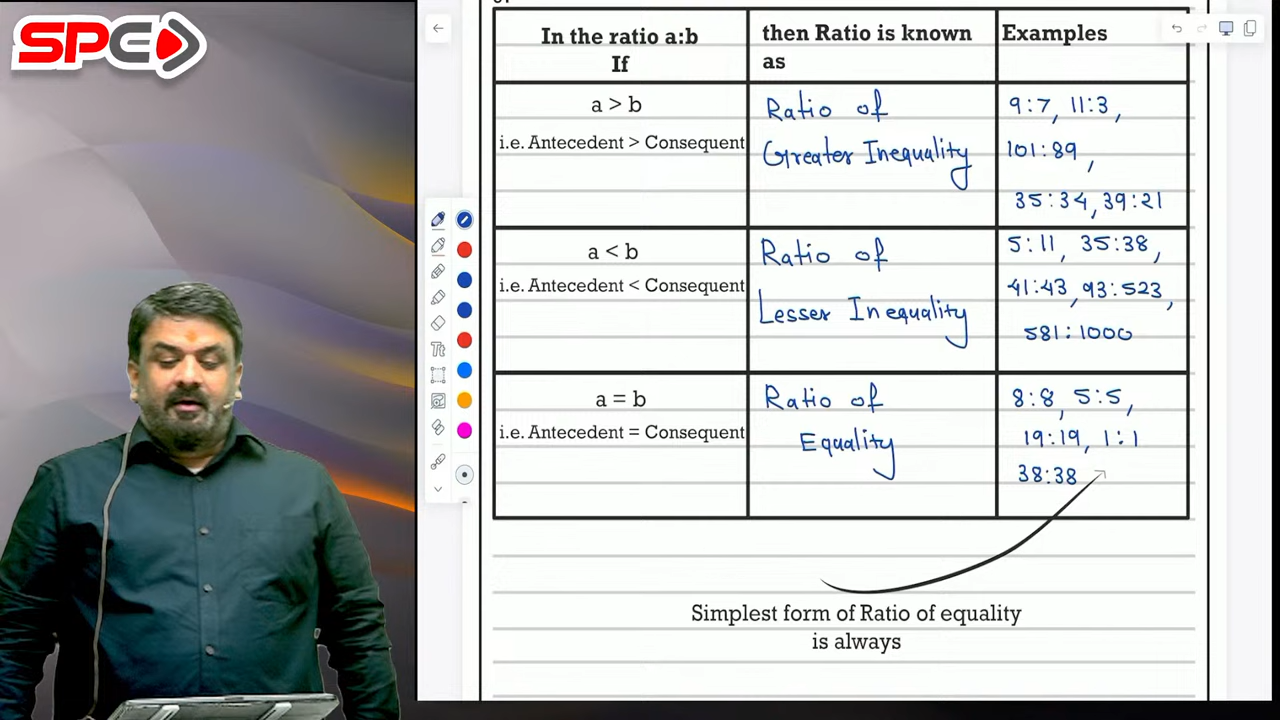 SPE
In the ratio a:b
If
then Ratio is known
as
Examples
a > b
i.e. Antecedent > Consequent
Ratio of
Greater Inequality
9:7, 11:3,
101:89,
35:34, 39:21
a < b
i.e. Antecedent < Consequent
Ratio of
Lesser Inequality
5:11, 35:38,
41:43, 93:523,
581:1000
a = b
i.e. Antecedent = Consequent
Ratio of
Equality
8:8, 5:5,
19:19, 1:1
38:38
Tt
Simplest form of Ratio of equality
is always